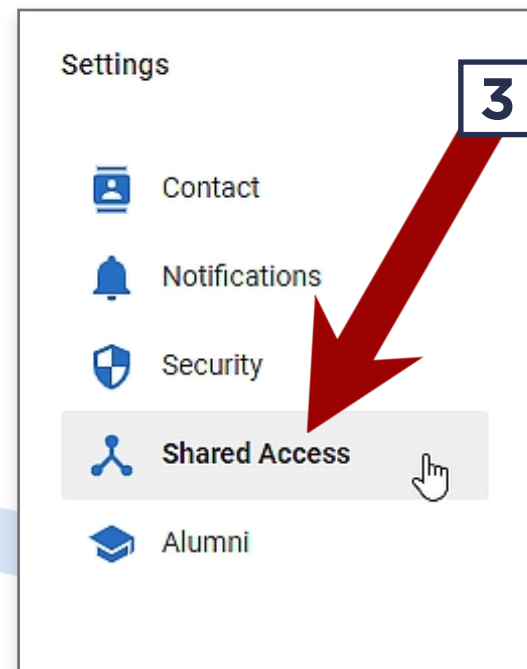 Settings
3
Contact
Notifications
Security
Shared Access
Alumni